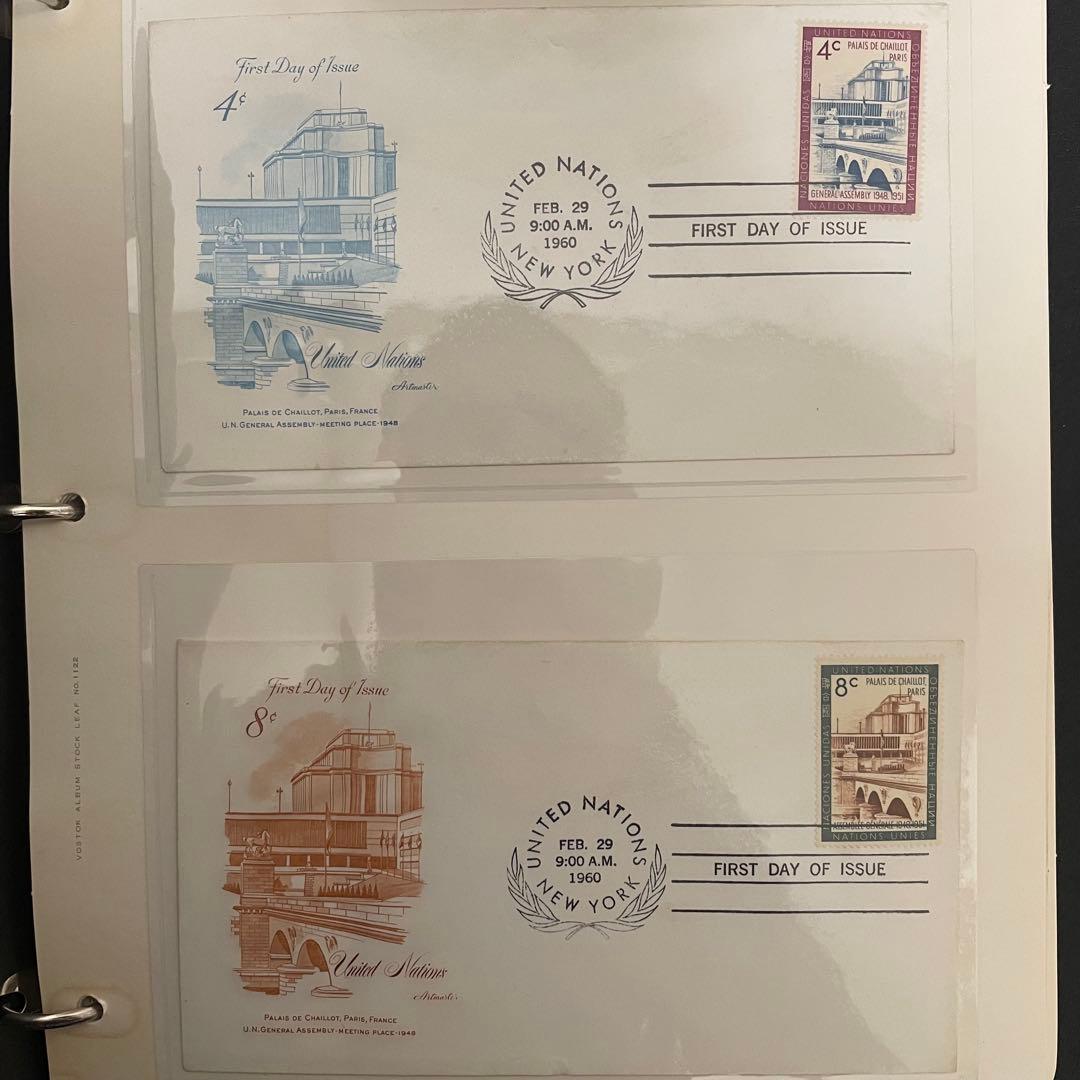 First Day of Issue
4¢
United Nations
Artmaster
PALAIS DE CHAILLOT, PARIS, FRANCE
U.N. GENERAL ASSEMBLY-MEETING PLACE-1948
UNITED NATIONS
FEB. 29
9:00 A.M.
1960
NEW YORK
FIRST DAY OF ISSUE
UNITED NATIONS
4c
PALAIS DE CHAILLOT
PARIS
NACIONES UNIDAS
ОБЪЕДИНЕННЫЕ НАЦИИ
GENERAL ASSEMBLY 1948, 1951
NATIONS UNIES
VOSTOK ALBUM STOCK LEAF NO. 1122
First Day of Issue
8¢
United Nations
Artmaster
PALAIS DE CHAILLOT, PARIS, FRANCE
U.N. GENERAL ASSEMBLY-MEETING PLACE-1948
UNITED NATIONS
FEB. 29
9:00 A.M.
1960
NEW YORK
FIRST DAY OF ISSUE
UNITED NATIONS
8c
PALAIS DE CHAILLOT
PARIS
NACIONES UNIDAS
ОБЪЕДИНЕННЫЕ НАЦИИ
ASSEMBLÉE GÉNÉRALE 1948, 1951
NATIONS UNIES